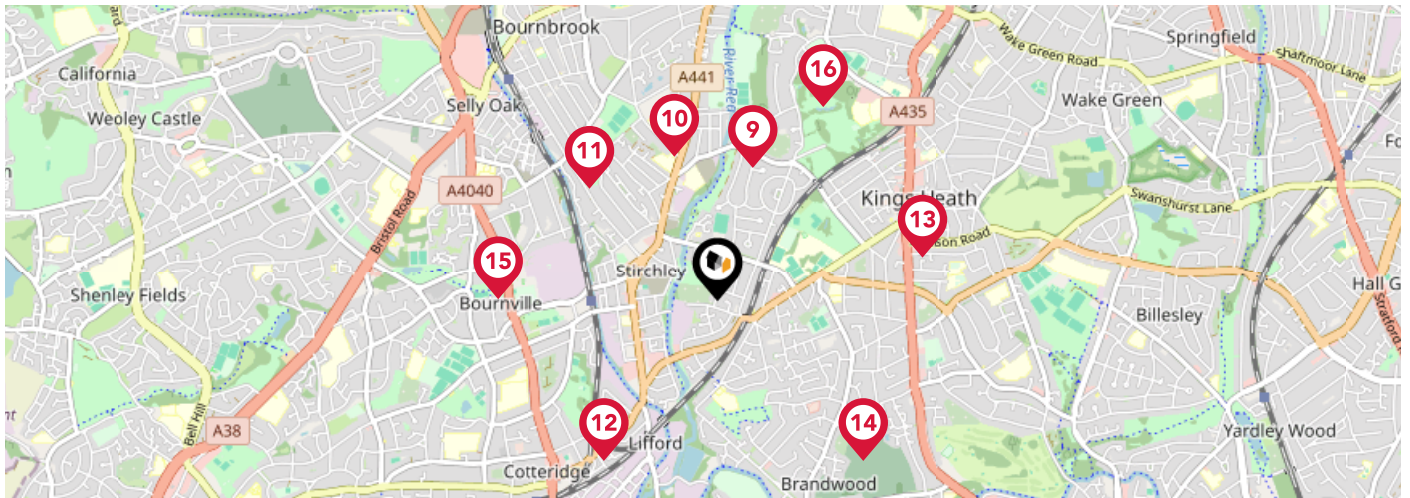 Bournbrook
Springfield
Wake Green Road
shaftmoor Lane
California
16
A441
River Rea
Selly Oak
Wake Green
A435
Weoley Castle
10
9
11
A4040
Kings Heath
Swanshurst Lane
Bristol Road
13
son Road
15
Stirchley
Hall G
Shenley Fields
Bournville
Stratford
Billesley
Bell Hill
A38
12
14
Yardley Wood
Lifford
Cotteridge
Brandwood